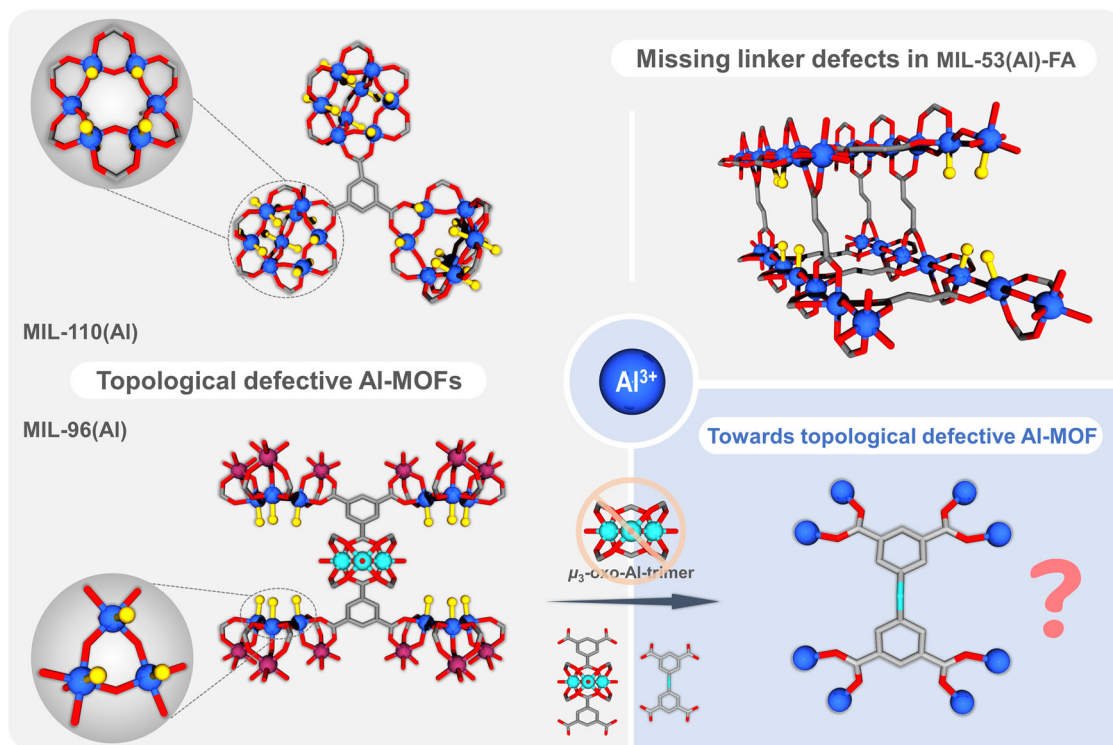 Missing linker defects in MIL-53(Al)-FA
MIL-110(Al)
Topological defective Al-MOFs
MIL-96(Al)
Al³⁺
Towards topological defective Al-MOF
μ₃-oxo-Al-trimer
?